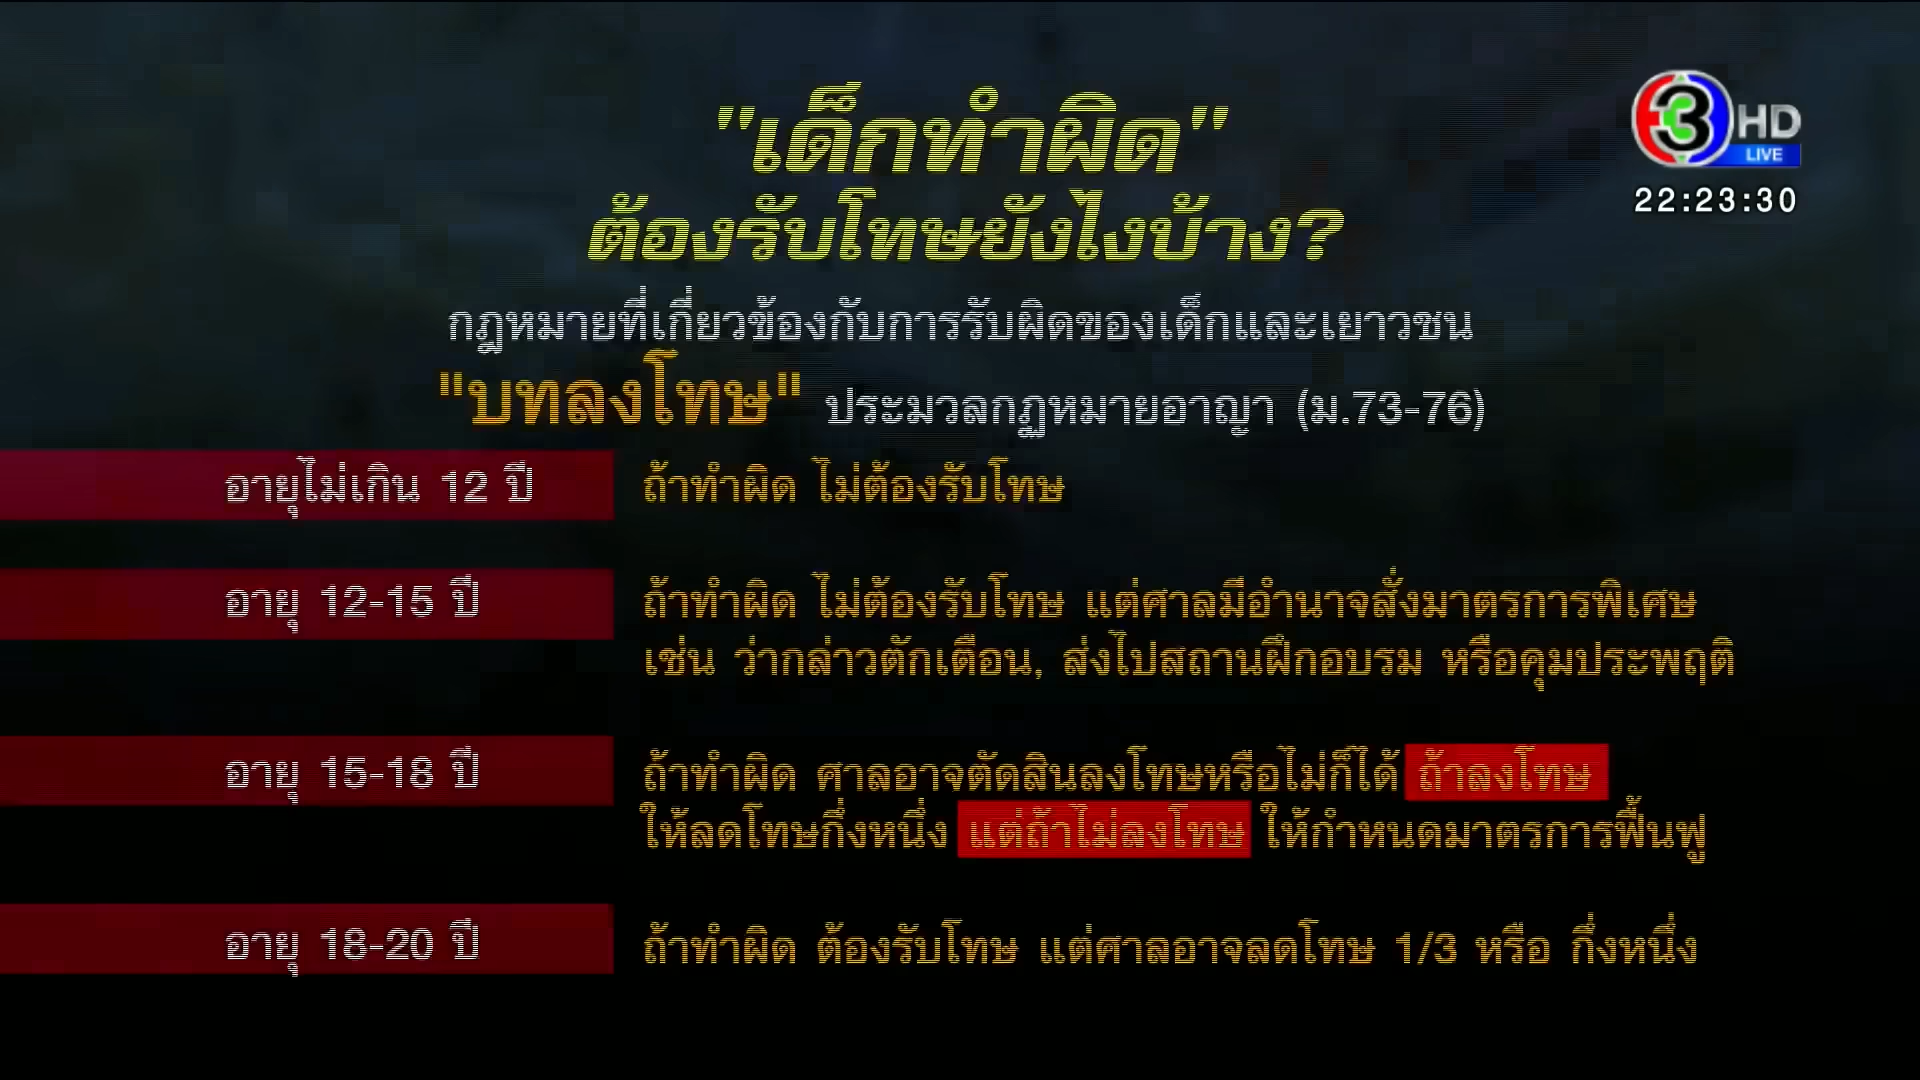 "เด็กทำผิด"
ต้องรับโทษยังไงบ้าง?
3 HD
LIVE
22:23:30
กฎหมายที่เกี่ยวข้องกับการรับผิดของเด็กและเยาวชน
"บทลงโทษ" ประมวลกฎหมายอาญา (ม.73-76)
อายุไม่เกิน 12 ปี ถ้าทำผิด ไม่ต้องรับโทษ
อายุ 12-15 ปี ถ้าทำผิด ไม่ต้องรับโทษ แต่ศาลมีอำนาจสั่งมาตรการพิเศษ
เช่น ว่ากล่าวตักเตือน, ส่งไปสถานฝึกอบรม หรือคุมประพฤติ
อายุ 15-18 ปี ถ้าทำผิด ศาลอาจตัดสินลงโทษหรือไม่ก็ได้ ถ้าลงโทษ
ให้ลดโทษกึ่งหนึ่ง แต่ถ้าไม่ลงโทษ ให้กำหนดมาตรการฟื้นฟู
อายุ 18-20 ปี ถ้าทำผิด ต้องรับโทษ แต่ศาลอาจลดโทษ 1/3 หรือ กึ่งหนึ่ง